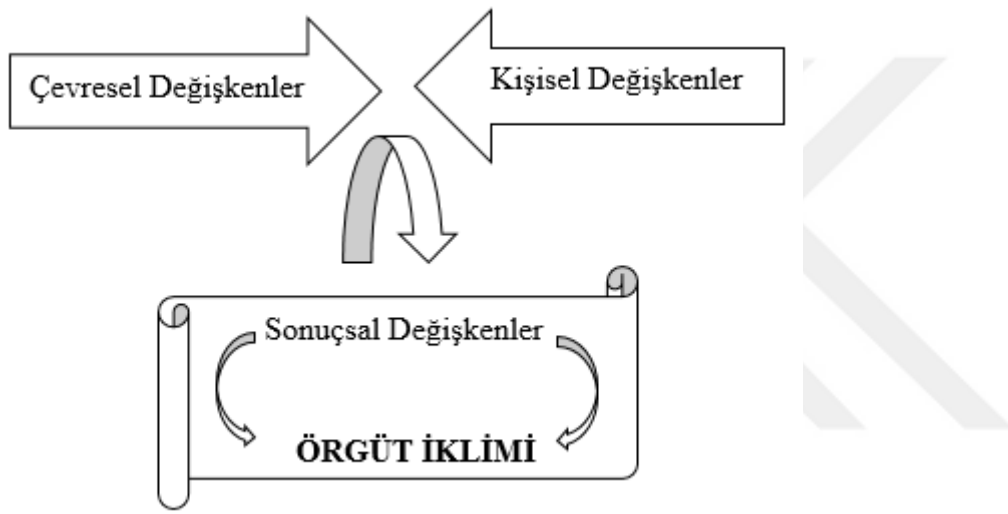 Çevresel Değişkenler
Kişisel Değişkenler
Sonuçsal Değişkenler
ÖRGÜT İKLİMİ